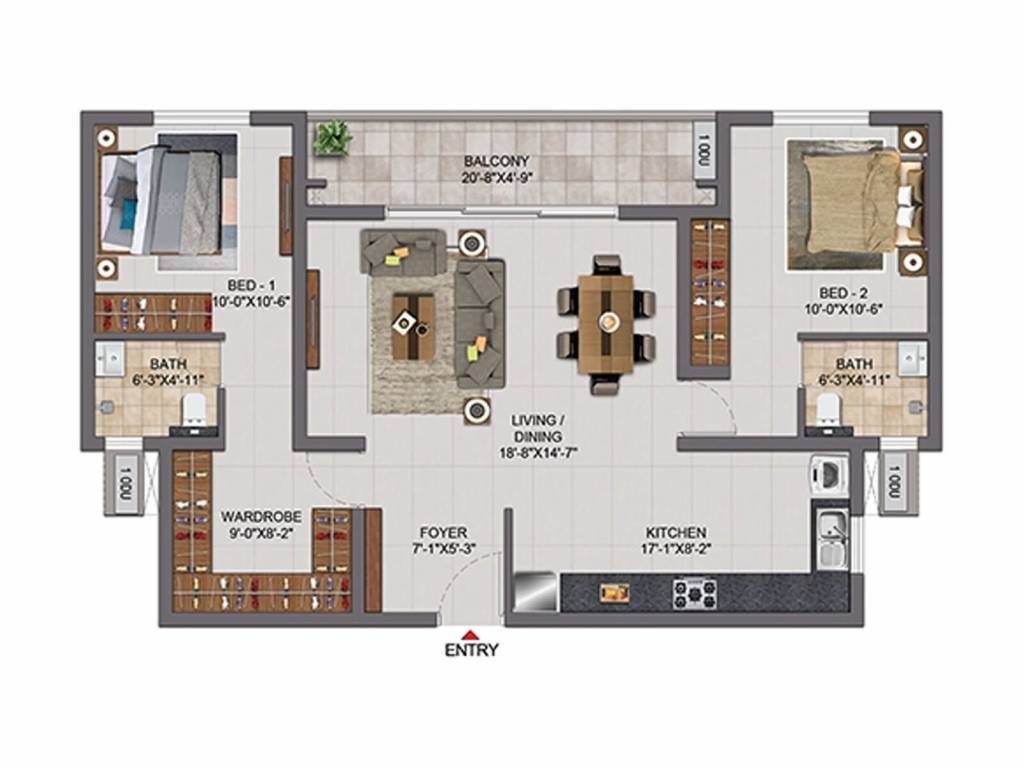 BALCONY
20'-8"X4'-9"
1 ODU
BED - 1
10'-0"X10'-6"
BED - 2
10'-0"X10'-6"
BATH
6'-3"X4'-11"
BATH
6'-3"X4'-11"
LIVING /
DINING
18'-8"X14'-7"
1 ODU
1 ODU
WARDROBE
9'-0"X8'-2"
FOYER
7'-1"X5'-3"
KITCHEN
17'-1"X8'-2"
ENTRY